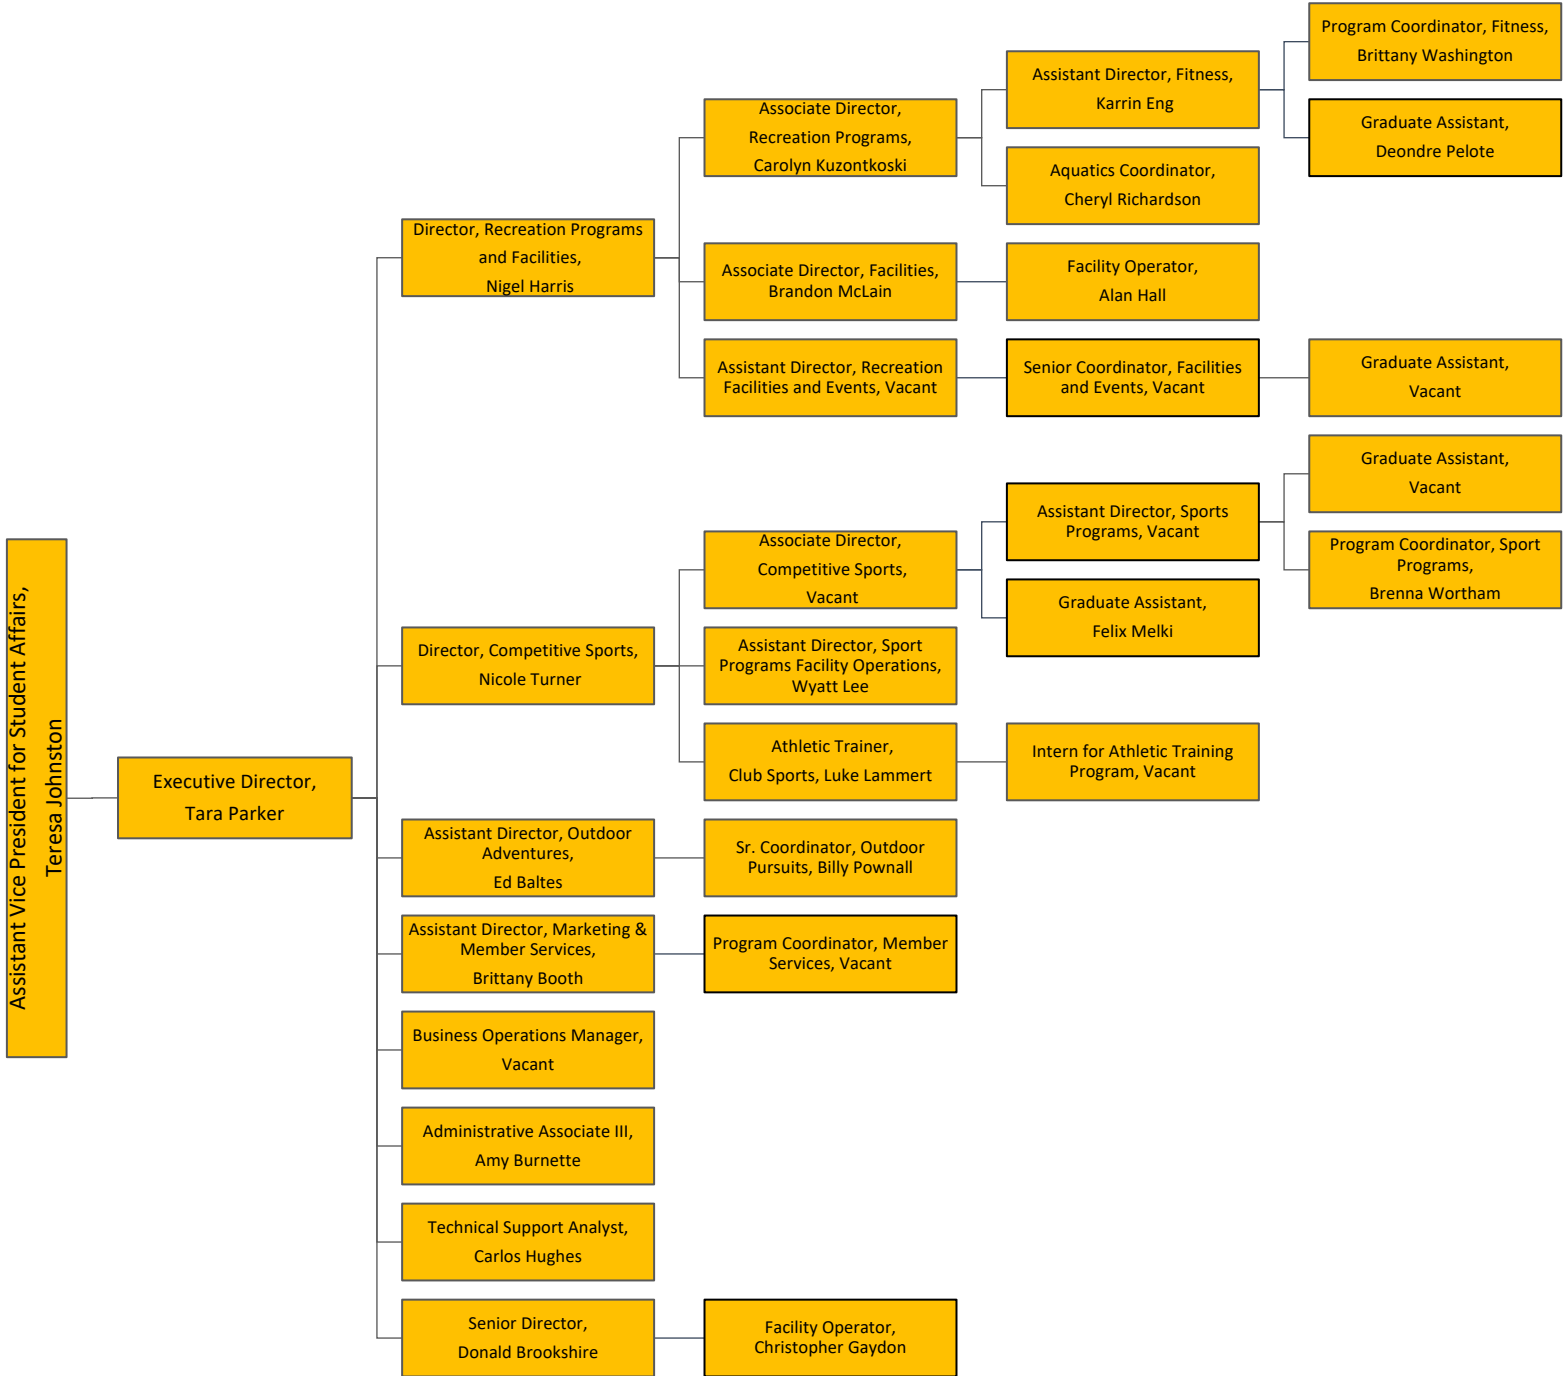 Assistant Vice President for Student Affairs,
Teresa Johnston
Executive Director,
Tara Parker
Director, Recreation Programs
and Facilities,
Nigel Harris
Associate Director,
Recreation Programs,
Carolyn Kuzontkoski
Assistant Director, Fitness,
Karrin Eng
Program Coordinator, Fitness,
Brittany Washington
Graduate Assistant,
Deondre Pelote
Aquatics Coordinator,
Cheryl Richardson
Associate Director, Facilities,
Brandon McLain
Facility Operator,
Alan Hall
Assistant Director, Recreation
Facilities and Events, Vacant
Senior Coordinator, Facilities
and Events, Vacant
Graduate Assistant,
Vacant
Director, Competitive Sports,
Nicole Turner
Associate Director,
Competitive Sports,
Vacant
Assistant Director, Sports
Programs, Vacant
Graduate Assistant,
Vacant
Program Coordinator, Sport
Programs,
Brenna Wortham
Graduate Assistant,
Felix Melki
Assistant Director, Sport
Programs Facility Operations,
Wyatt Lee
Athletic Trainer,
Club Sports, Luke Lammert
Intern for Athletic Training
Program, Vacant
Assistant Director, Outdoor
Adventures,
Ed Baltes
Sr. Coordinator, Outdoor
Pursuits, Billy Pownall
Assistant Director, Marketing &
Member Services,
Brittany Booth
Program Coordinator, Member
Services, Vacant
Business Operations Manager,
Vacant
Administrative Associate III,
Amy Burnette
Technical Support Analyst,
Carlos Hughes
Senior Director,
Donald Brookshire
Facility Operator,
Christopher Gaydon